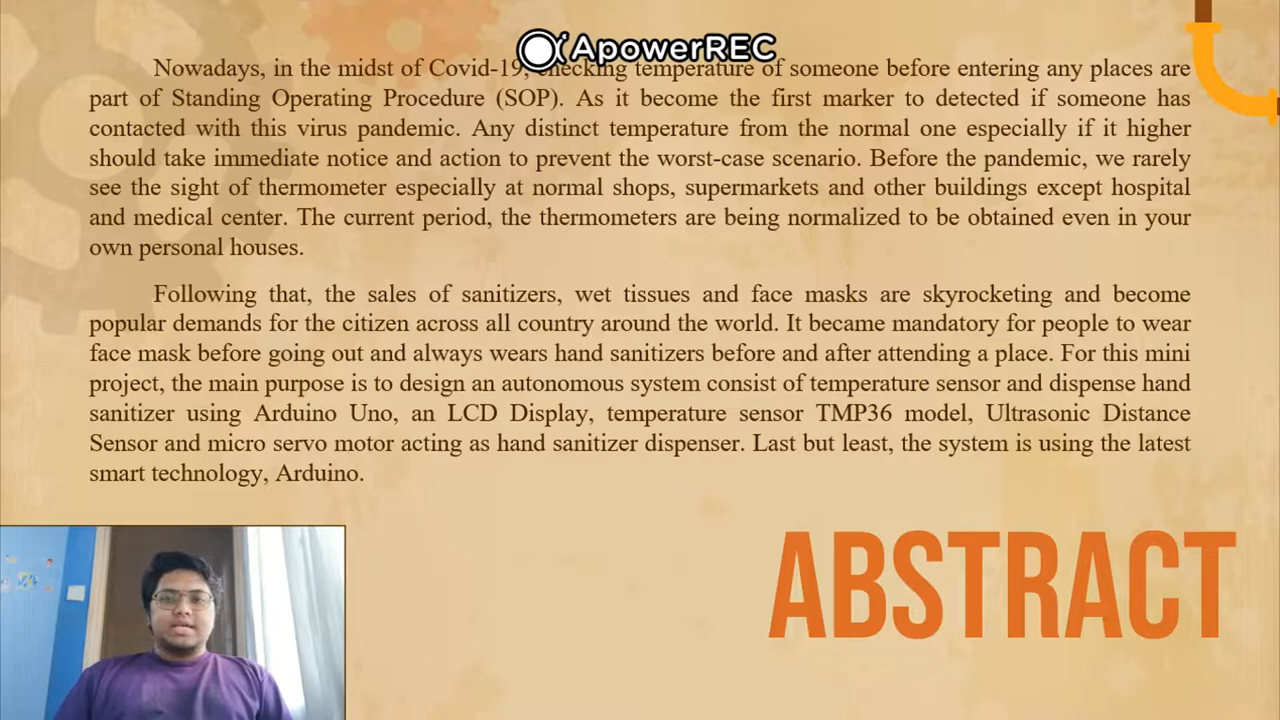 ApowerREC
Nowadays, in the midst of Covid-19, checking temperature of someone before entering any places are
part of Standing Operating Procedure (SOP). As it become the first marker to detected if someone has
contacted with this virus pandemic. Any distinct temperature from the normal one especially if it higher
should take immediate notice and action to prevent the worst-case scenario. Before the pandemic, we rarely
see the sight of thermometer especially at normal shops, supermarkets and other buildings except hospital
and medical center. The current period, the thermometers are being normalized to be obtained even in your
own personal houses.
Following that, the sales of sanitizers, wet tissues and face masks are skyrocketing and become
popular demands for the citizen across all country around the world. It became mandatory for people to wear
face mask before going out and always wears hand sanitizers before and after attending a place. For this mini
project, the main purpose is to design an autonomous system consist of temperature sensor and dispense hand
sanitizer using Arduino Uno, an LCD Display, temperature sensor TMP36 model, Ultrasonic Distance
Sensor and micro servo motor acting as hand sanitizer dispenser. Last but least, the system is using the latest
smart technology, Arduino.
ABSTRACT